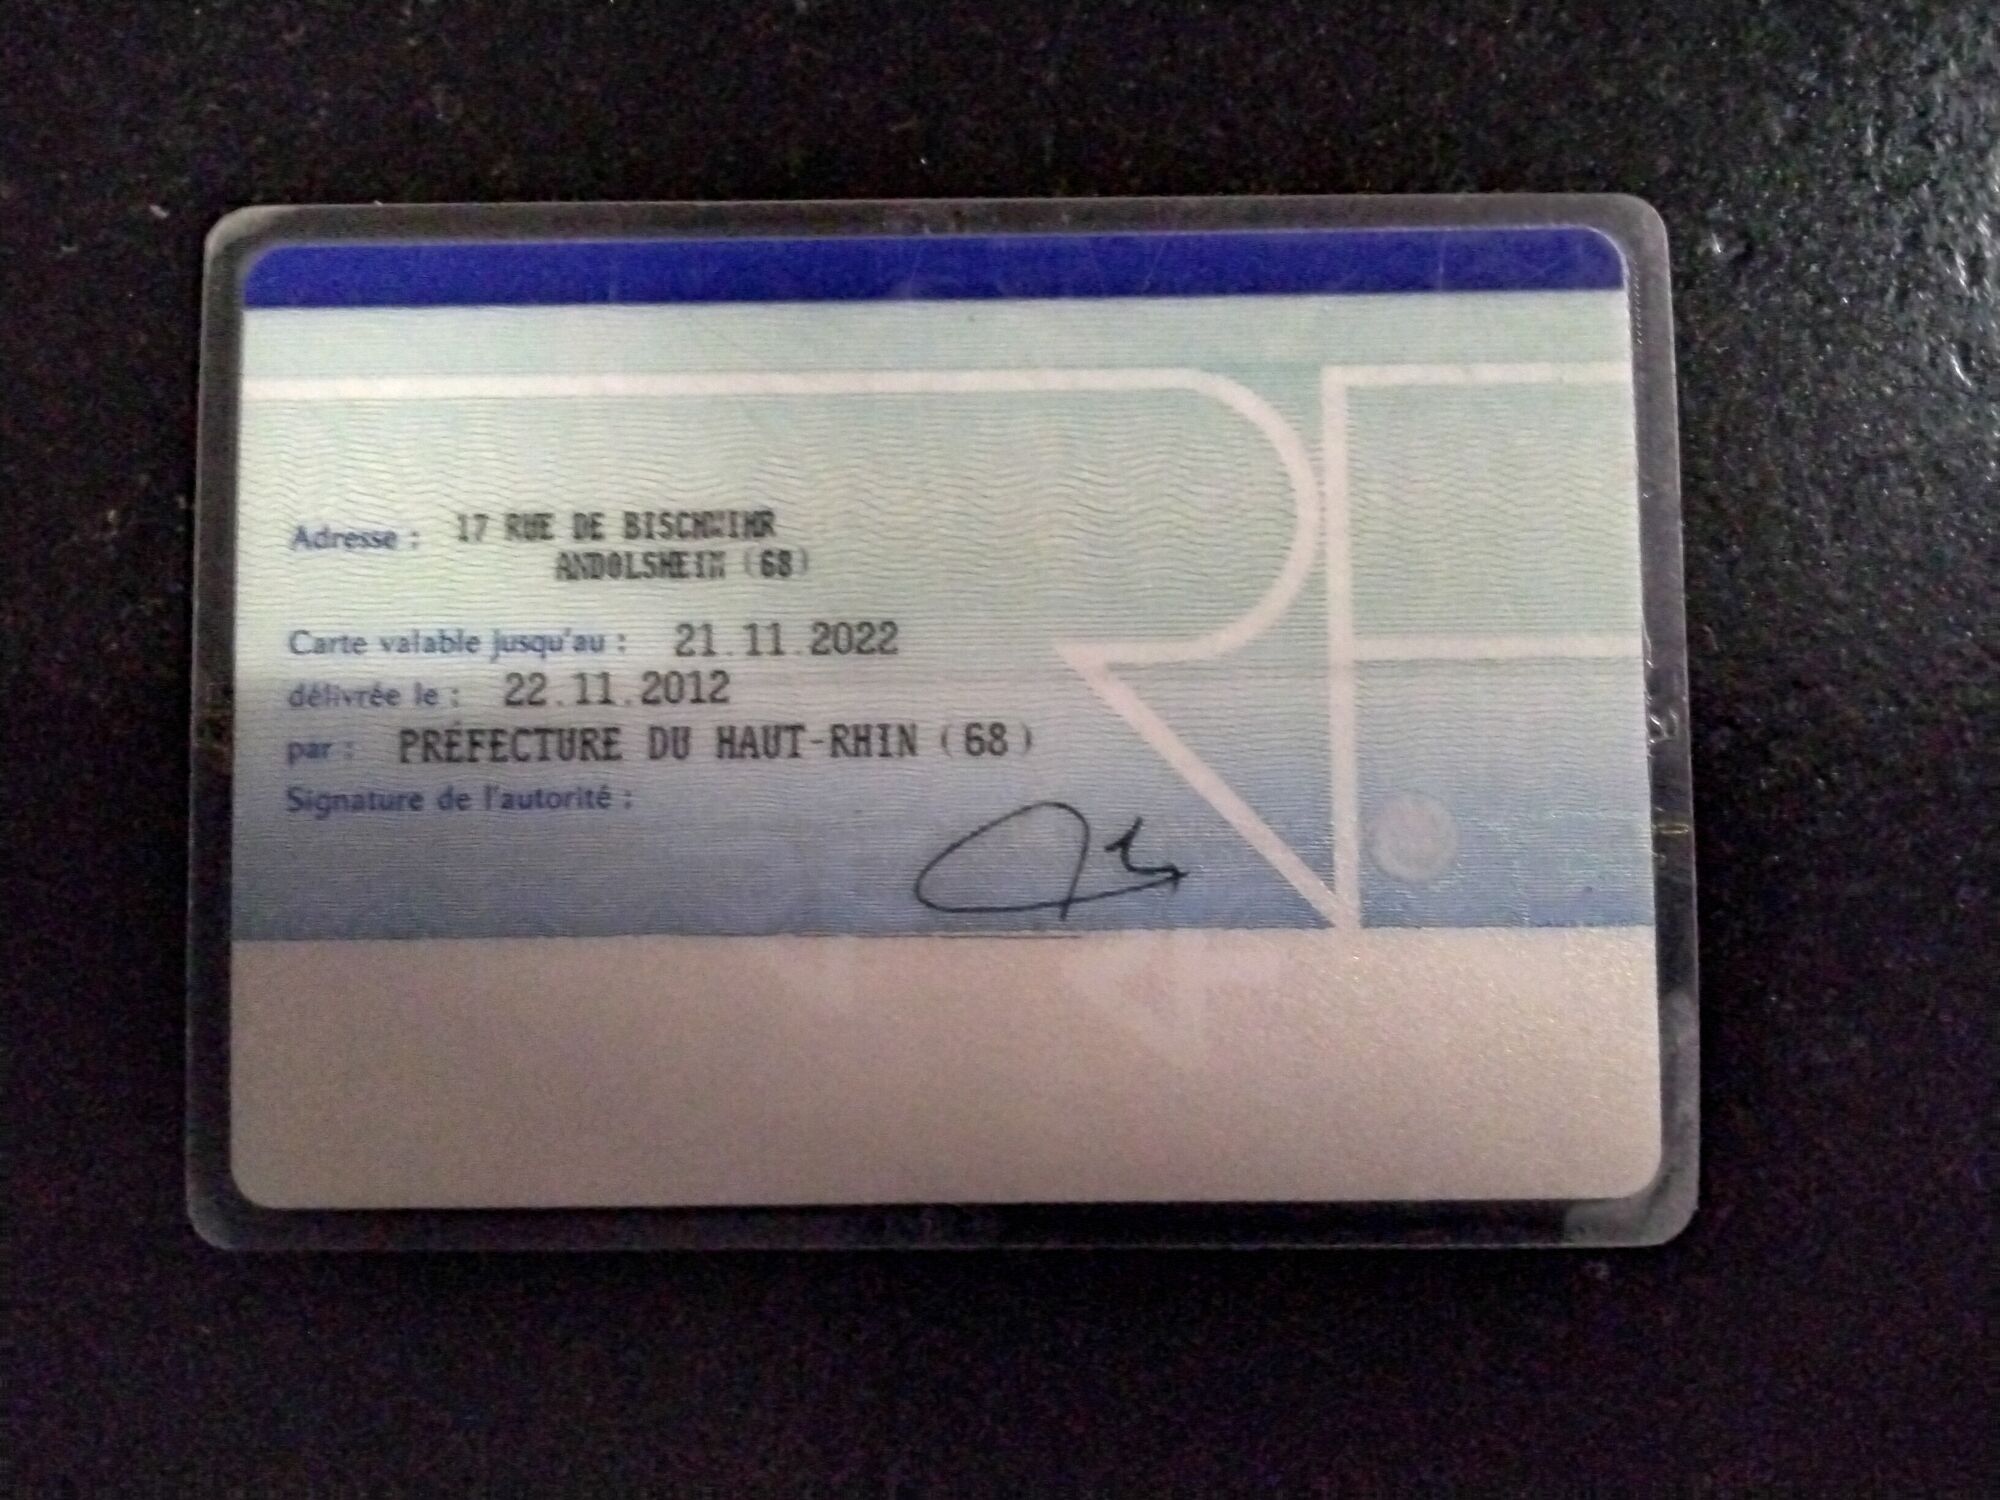 Adresse : 17 RUE DE BISCHWIHR
ANDOLSHEIM (68)
Carte valable jusqu'au : 21.11.2022
délivrée le : 22.11.2012
par : PRÉFECTURE DU HAUT-RHIN (68)
Signature de l'autorité :
RF